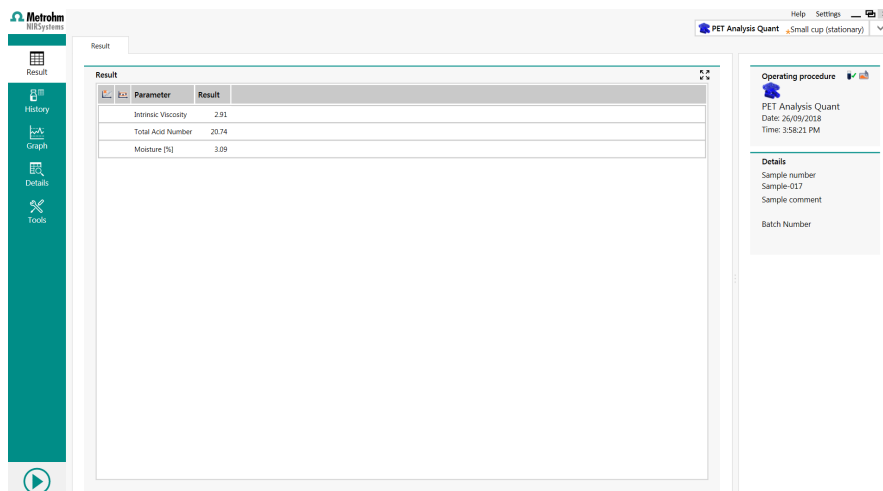 Metrohm
NIRSystems
Help Settings
PET Analysis Quant Small cup (stationary)
Result
Result
History
Graph
Details
Tools
Result
Parameter Result
Intrinsic Viscosity 2.91
Total Acid Number 20.74
Moisture [%] 3.09
Operating procedure
PET Analysis Quant
Date: 26/09/2018
Time: 3:58:21 PM
Details
Sample number
Sample-017
Sample comment
Batch Number